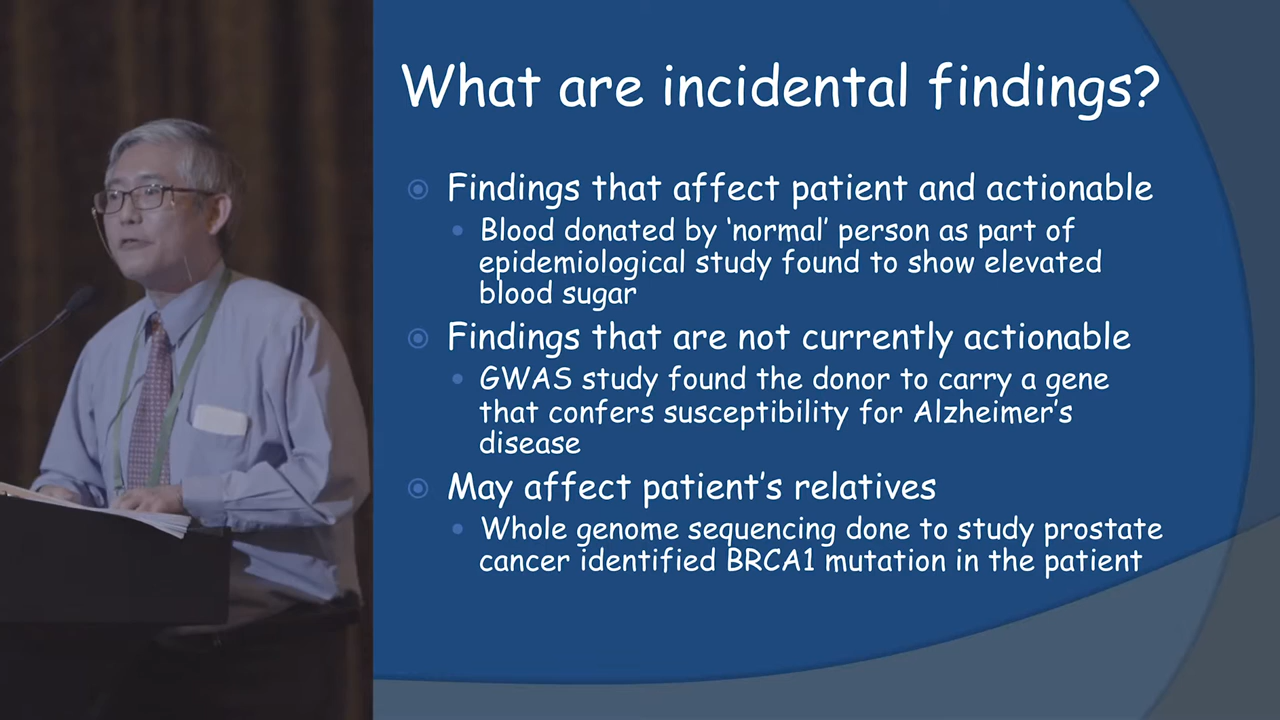 What are incidental findings?
Findings that affect patient and actionable
Blood donated by ‘normal’ person as part of
epidemiological study found to show elevated
blood sugar
Findings that are not currently actionable
GWAS study found the donor to carry a gene
that confers susceptibility for Alzheimer’s
disease
May affect patient’s relatives
Whole genome sequencing done to study prostate
cancer identified BRCA1 mutation in the patient